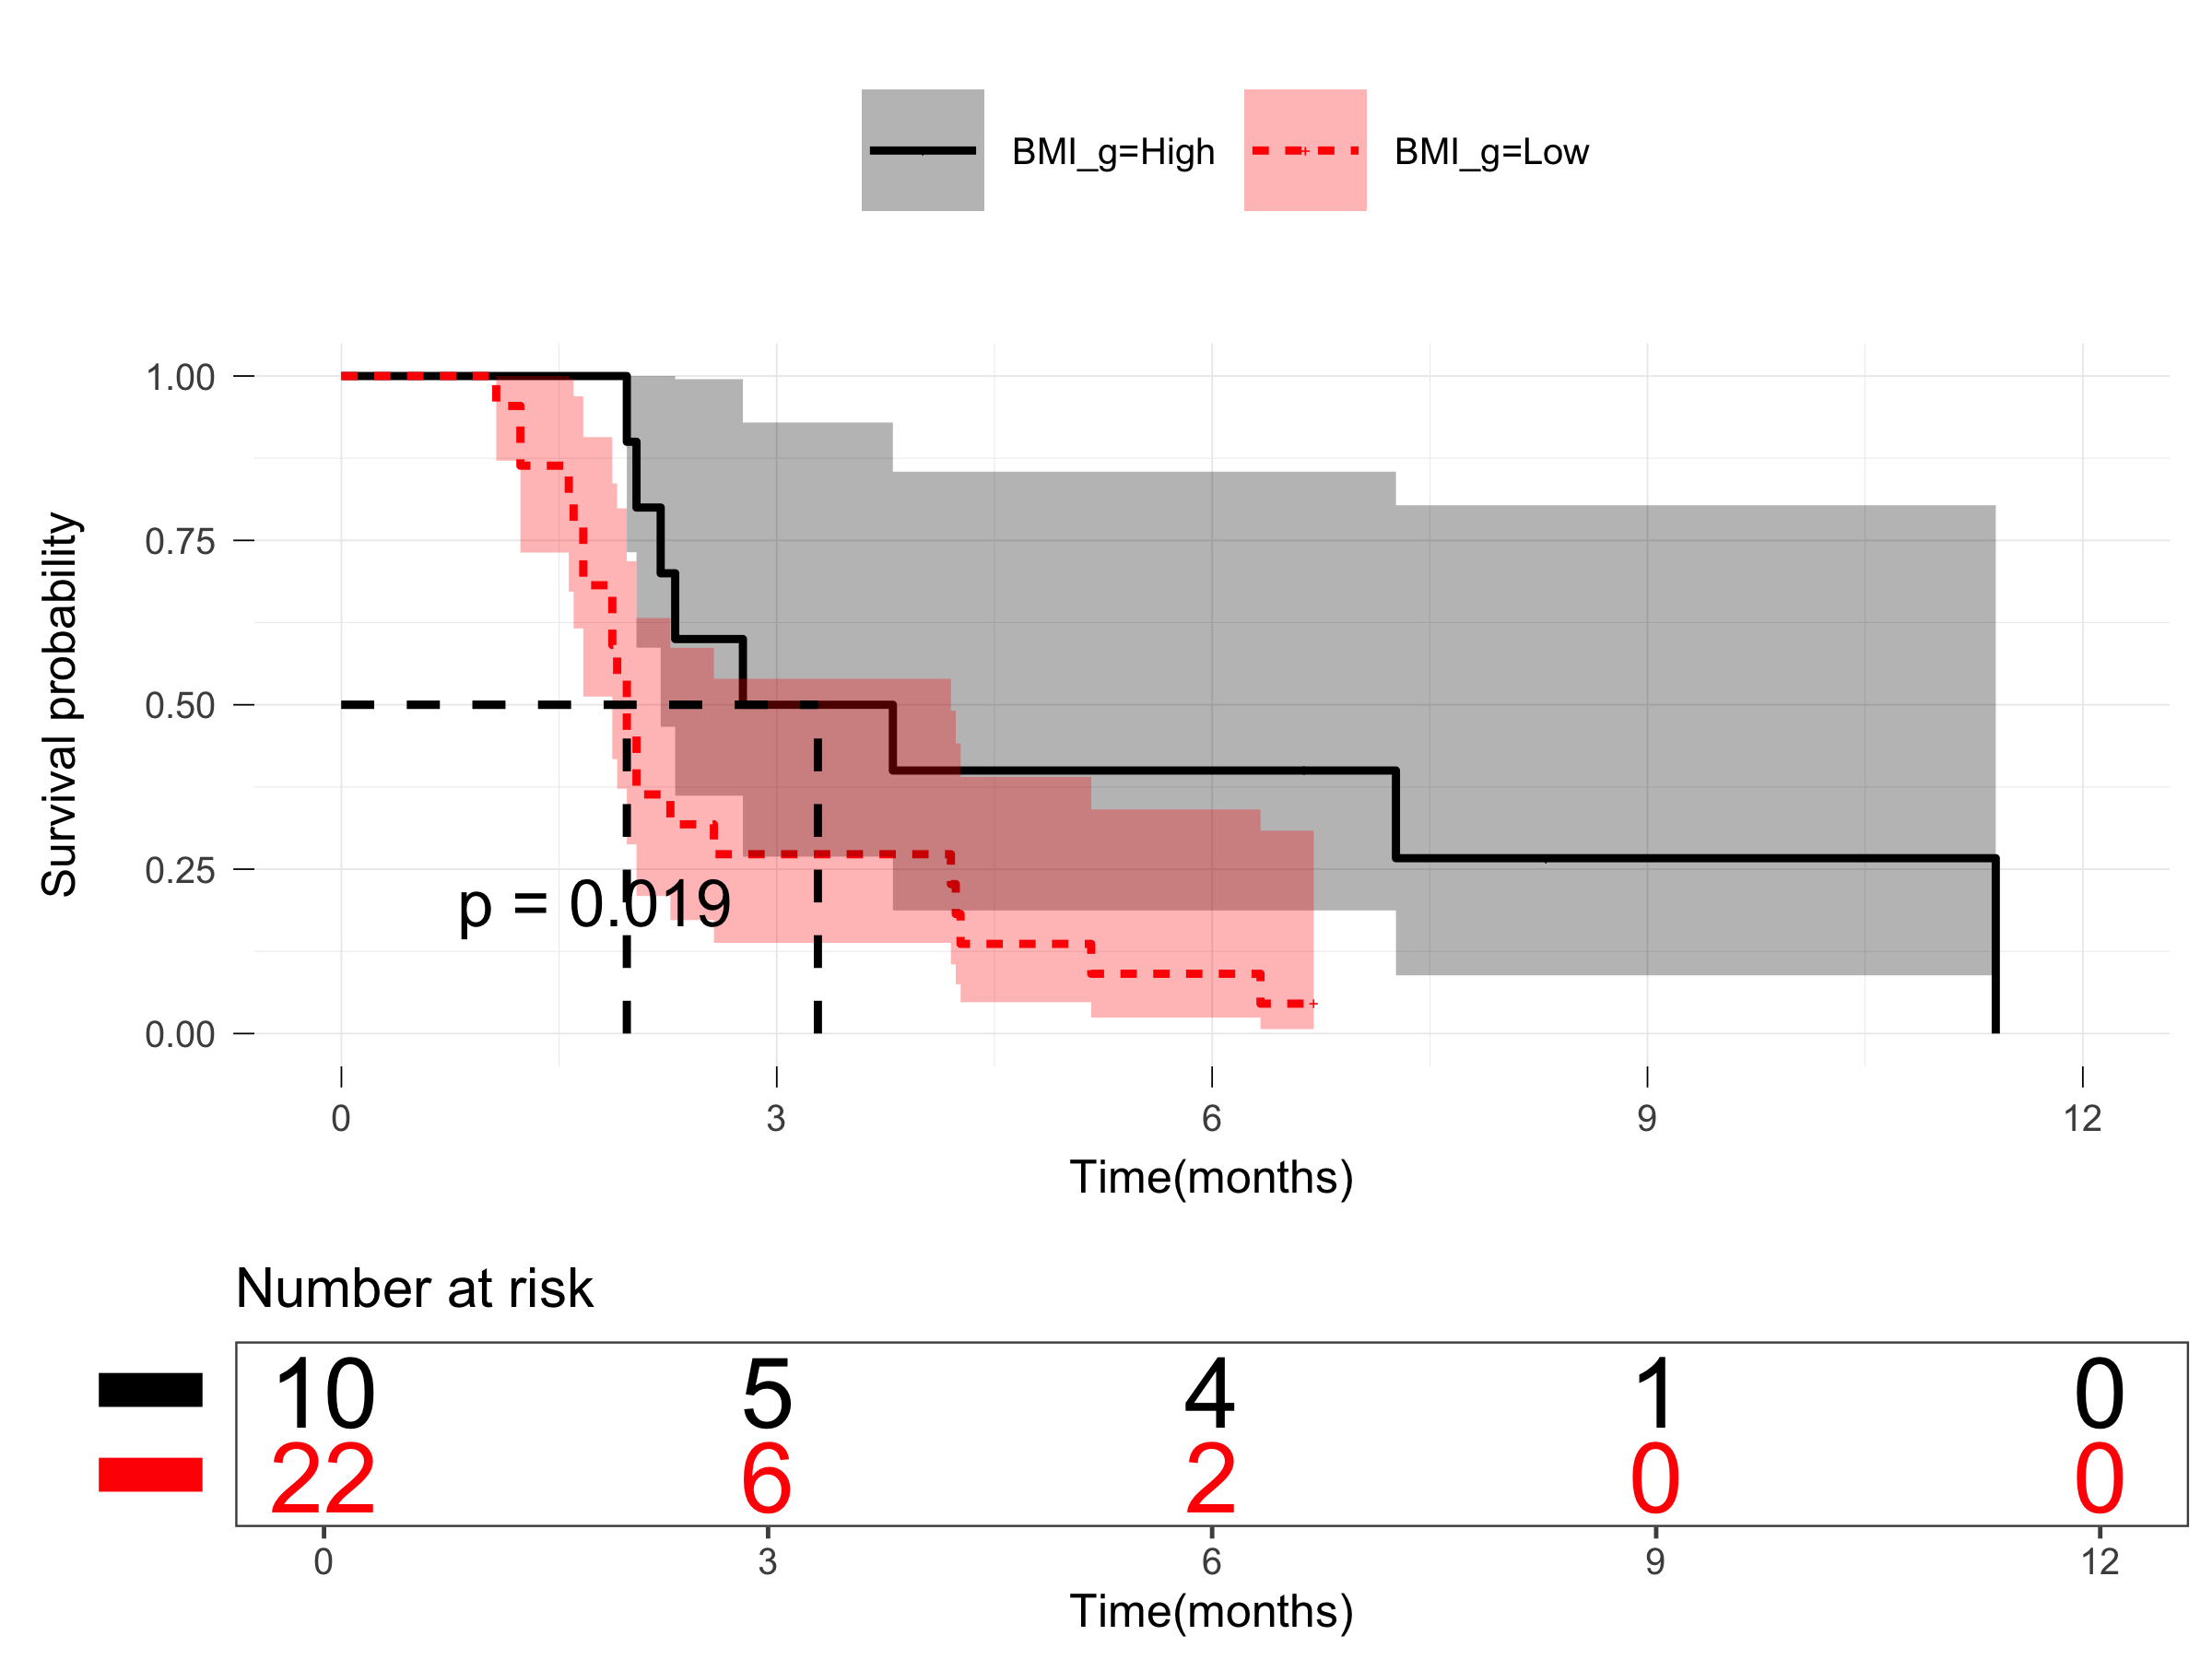 BMI_g=High BMI_g=Low
Survival probability
1.00
0.75
0.50
0.25
0.00
p = 0.019
0 3 6 9 12
Time(months)
Number at risk
10 5 4 1 0
22 6 2 0 0
0 3 6 9 12
Time(months)